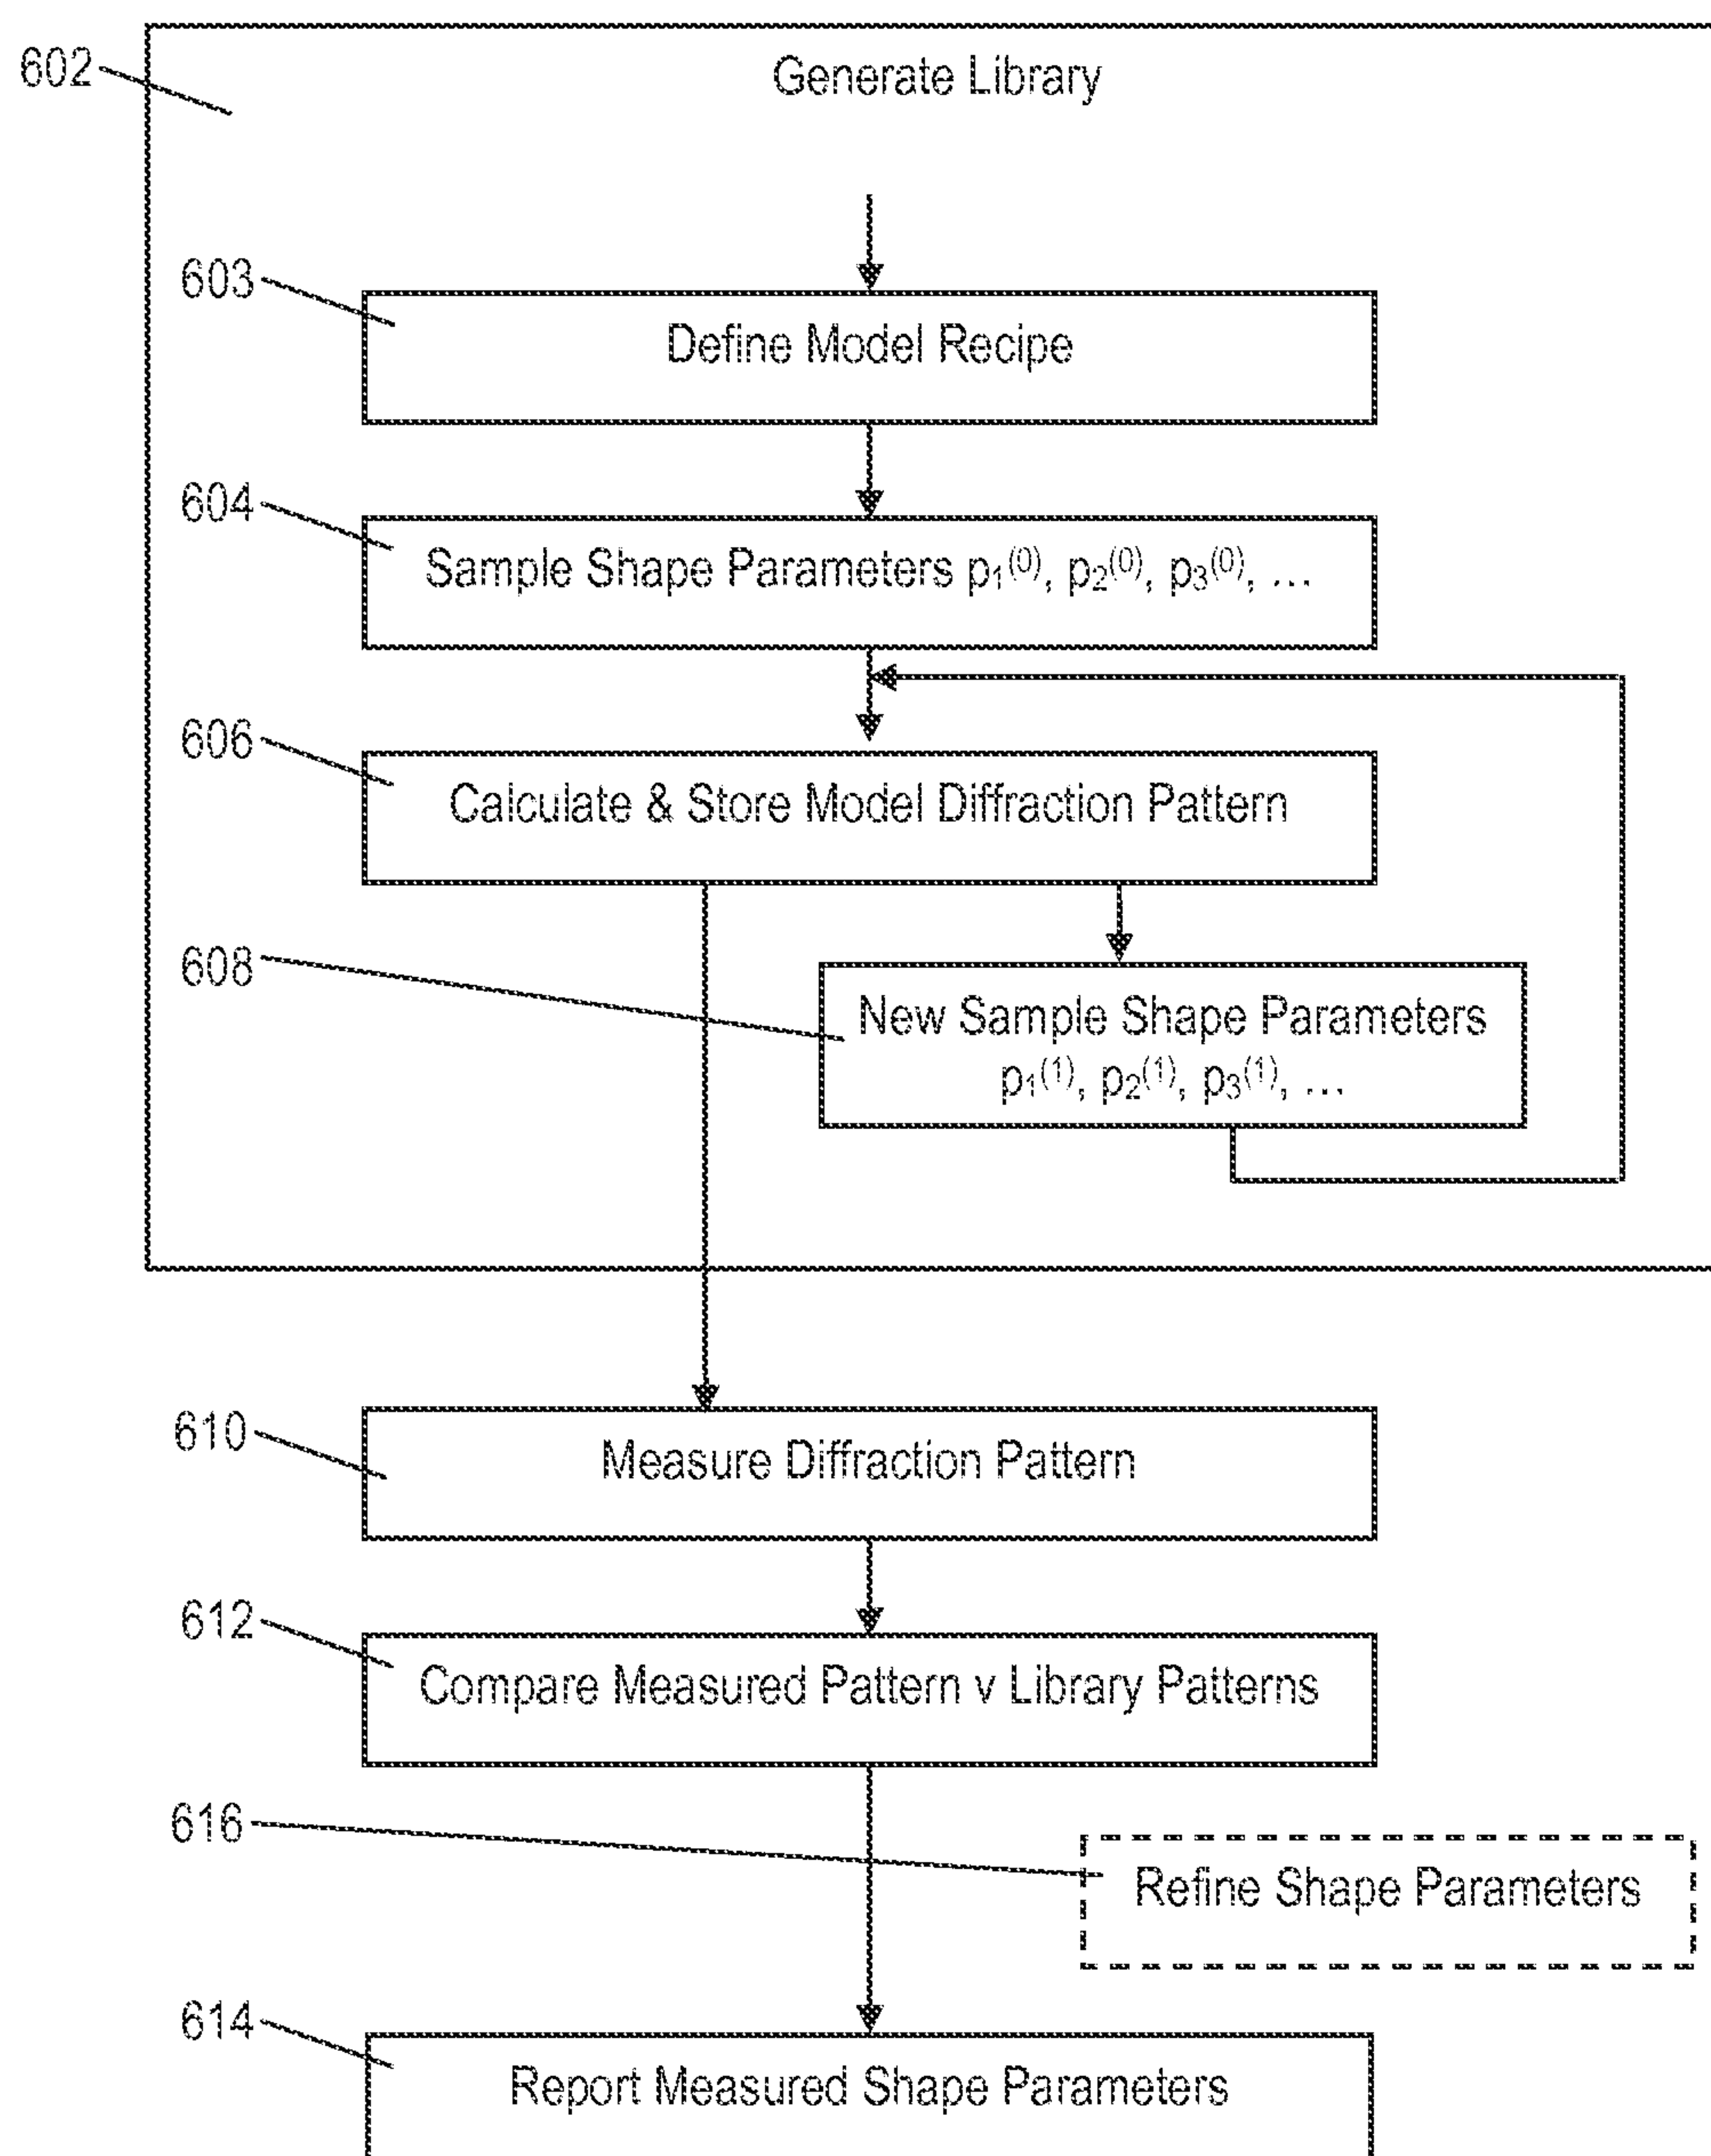 602
Generate Library
603
Define Model Recipe
604
Sample Shape Parameters p₁⁽⁰⁾, p₂⁽⁰⁾, p₃⁽⁰⁾, ...
606
Calculate & Store Model Diffraction Pattern
608
New Sample Shape Parameters
p₁⁽¹⁾, p₂⁽¹⁾, p₃⁽¹⁾, ...
610
Measure Diffraction Pattern
612
Compare Measured Pattern v Library Patterns
616
Refine Shape Parameters
614
Report Measured Shape Parameters